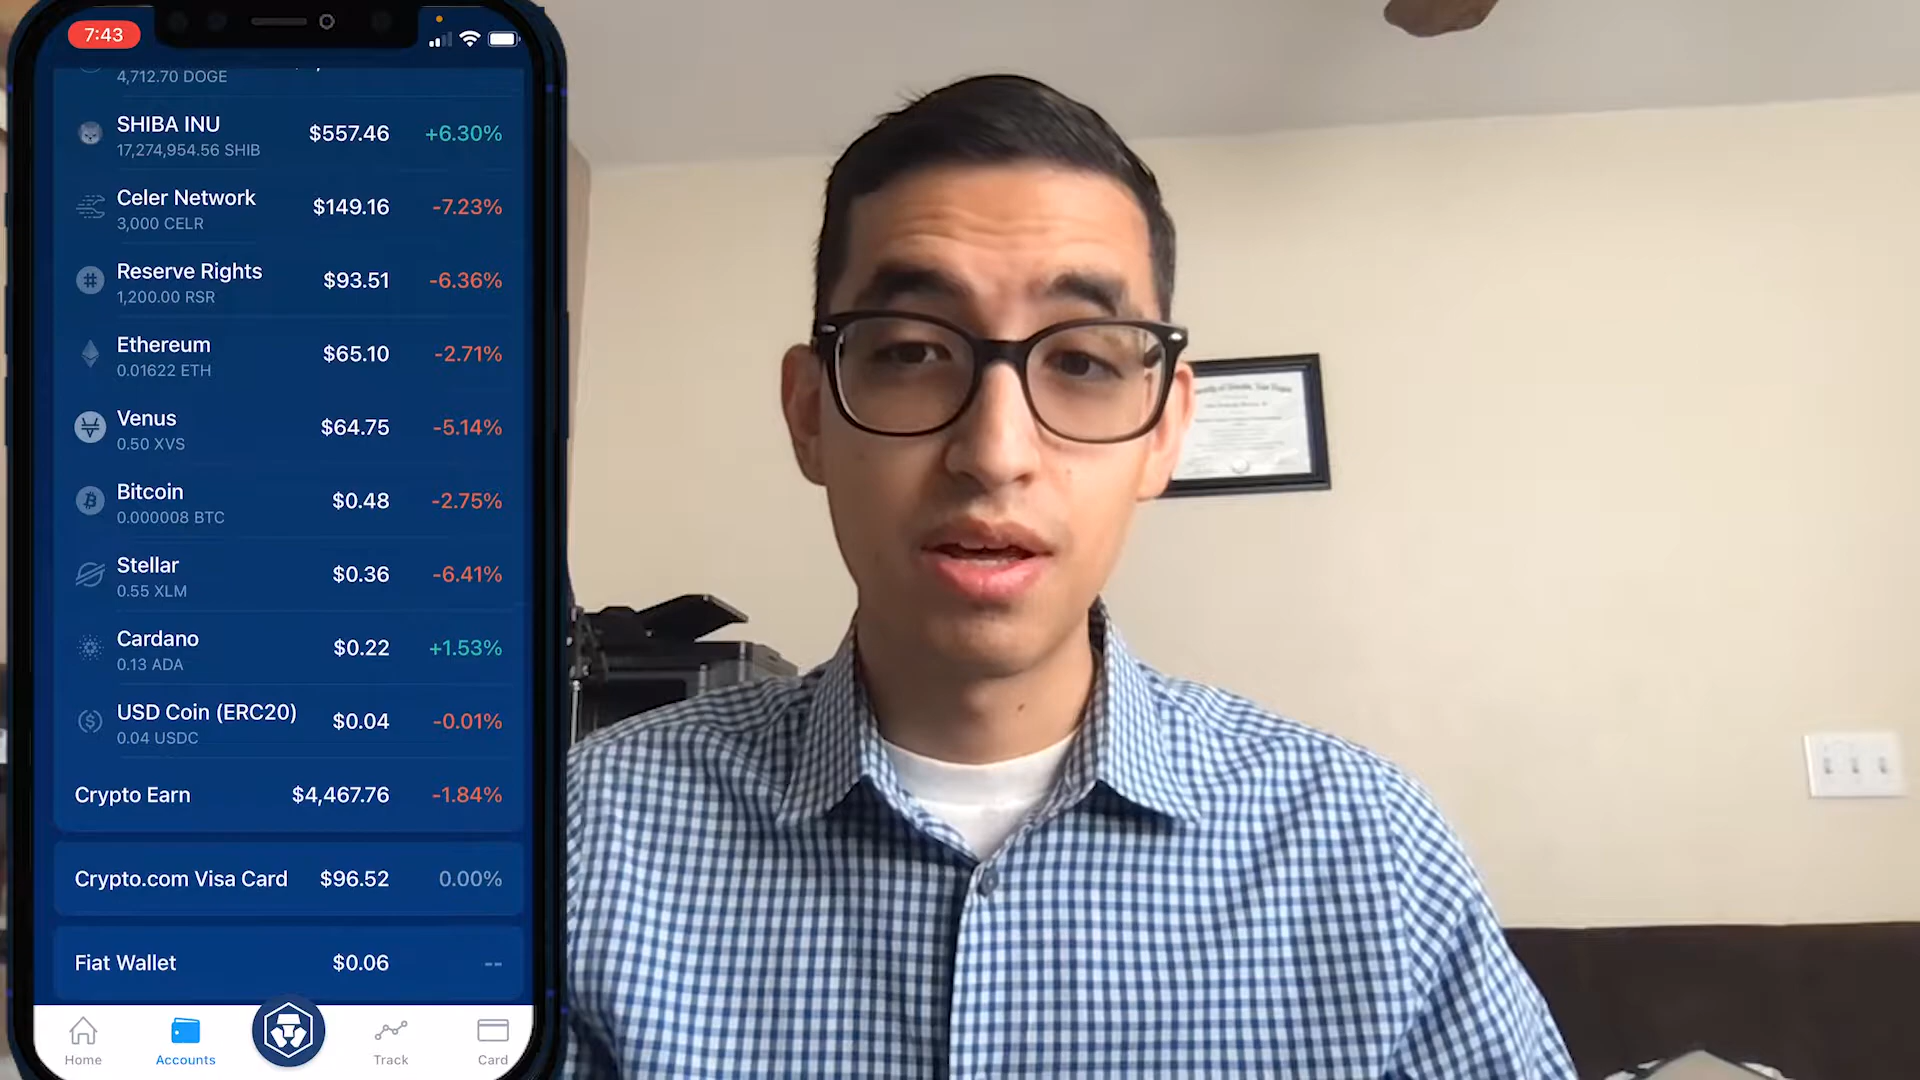 7:43
4,712.70 DOGE
SHIBA INU $557.46 +6.30%
17,274,954.56 SHIB
Celer Network $149.16 -7.23%
3,000 CELR
Reserve Rights $93.51 -6.36%
1,200.00 RSR
Ethereum $65.10 -2.71%
0.01622 ETH
Venus $64.75 -5.14%
0.50 XVS
Bitcoin $0.48 -2.75%
0.000008 BTC
Stellar $0.36 -6.41%
0.55 XLM
Cardano $0.22 +1.53%
0.13 ADA
USD Coin (ERC20) $0.04 -0.01%
0.04 USDC
Crypto Earn $4,467.76 -1.84%
Crypto.com Visa Card $96.52 0.00%
Fiat Wallet $0.06 --
Home Accounts Track Card